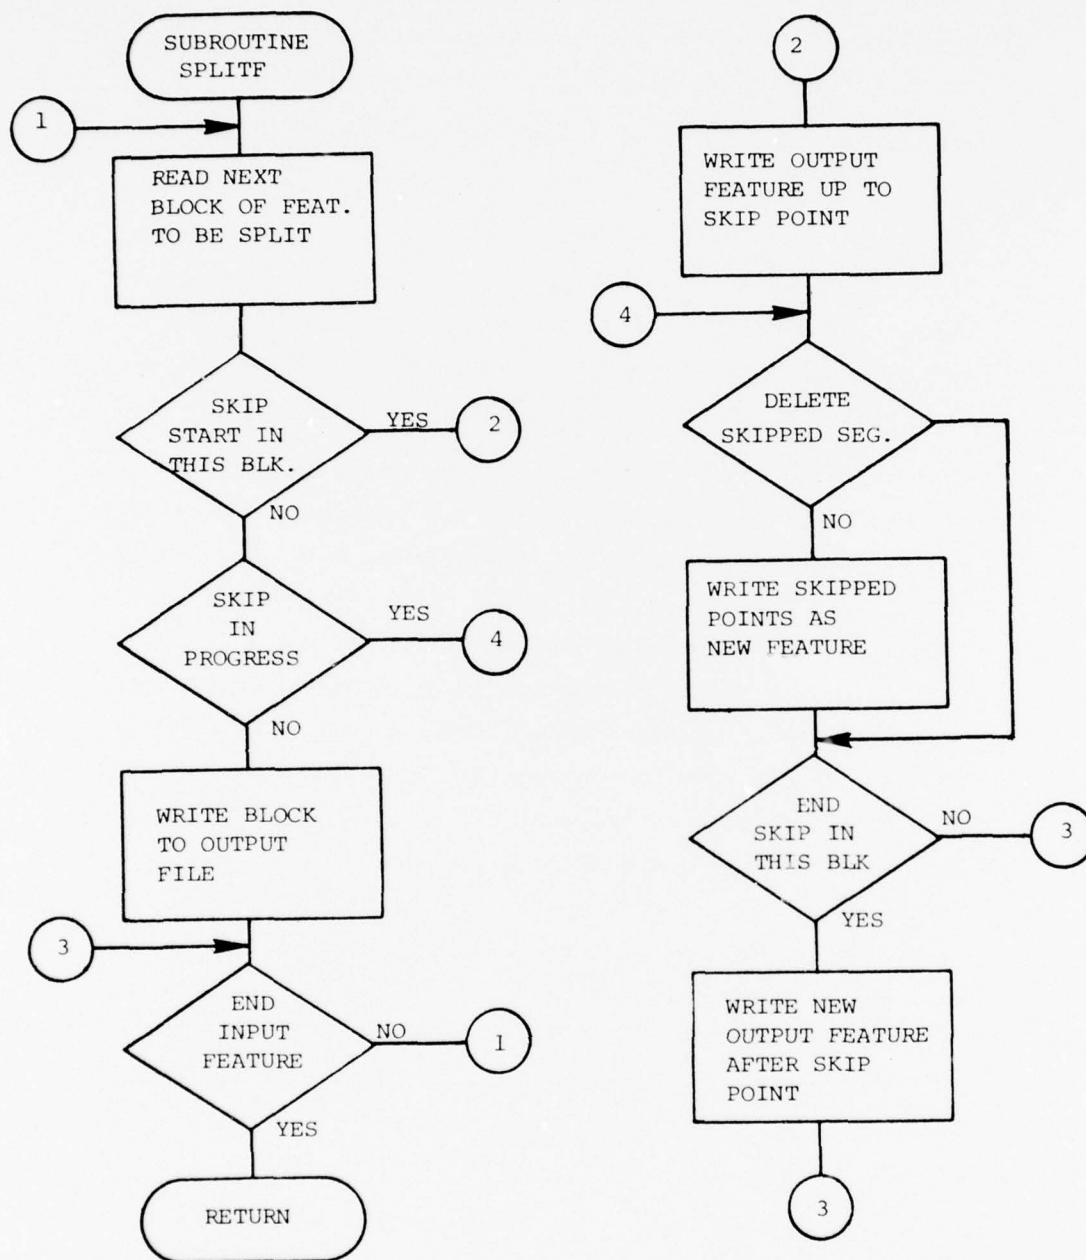 SUBROUTINE
SPLITF
1
READ NEXT
BLOCK OF FEAT.
TO BE SPLIT
SKIP
START IN
THIS BLK.
YES
2
NO
SKIP
IN
PROGRESS
YES
4
NO
WRITE BLOCK
TO OUTPUT
FILE
3
END
INPUT
FEATURE
NO
1
YES
RETURN
2
WRITE OUTPUT
FEATURE UP TO
SKIP POINT
4
DELETE
SKIPPED SEG.
NO
WRITE SKIPPED
POINTS AS
NEW FEATURE
END
SKIP IN
THIS BLK
NO
3
YES
WRITE NEW
OUTPUT FEATURE
AFTER SKIP
POINT
3